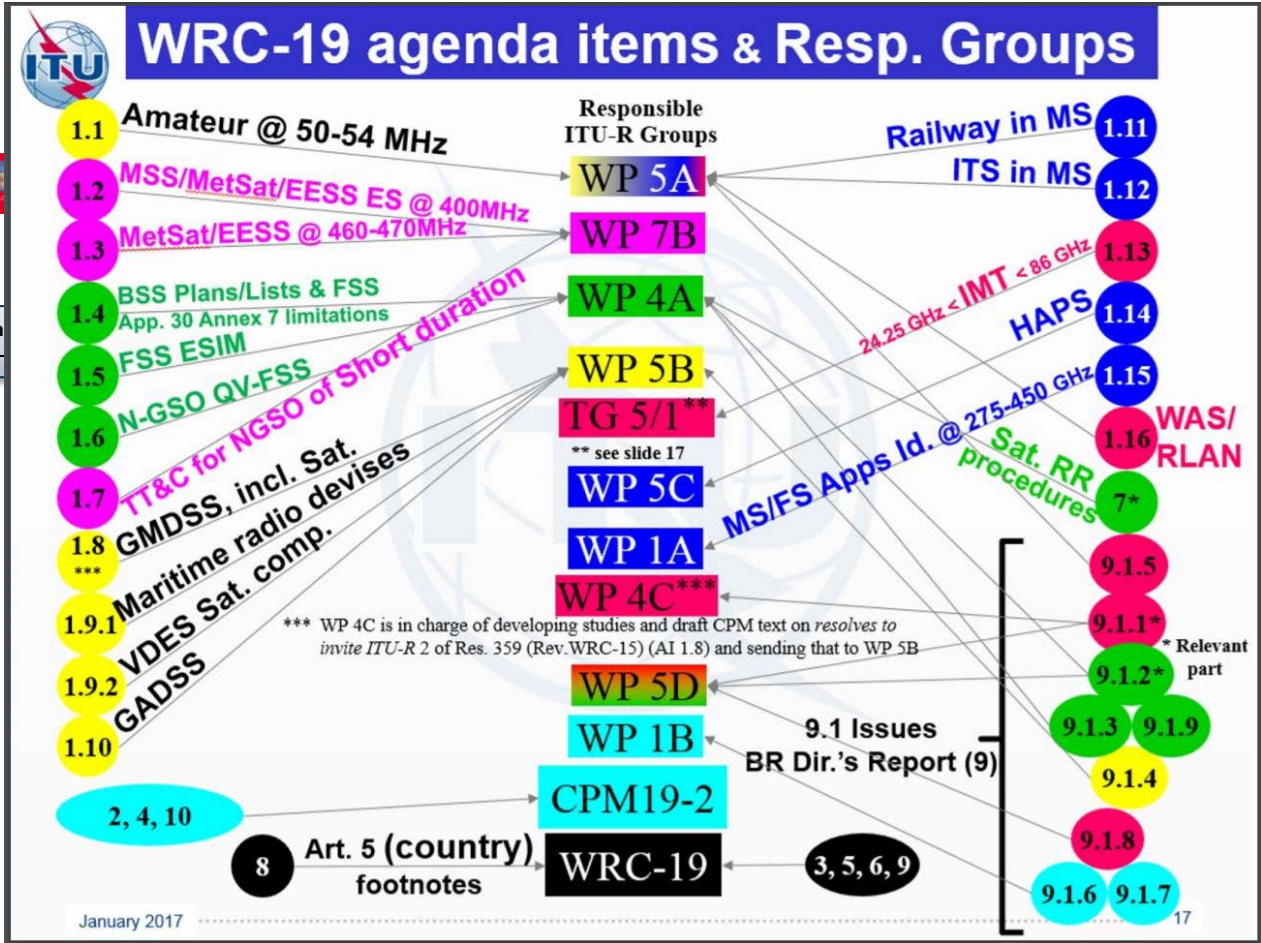 WRC-19 agenda items & Resp. Groups
ITU
Responsible
ITU-R Groups
1.1
Amateur @ 50-54 MHz
1.2
MSS/MetSat/EESS ES @ 400MHz
1.3
MetSat/EESS @ 460-470MHz
1.4
BSS Plans/Lists & FSS
App. 30 Annex 7 limitations
1.5
FSS ESIM
1.6
N-GSO QV-FSS
1.7
TT&C for NGSO of Short duration
1.8
***
GMDSS, incl. Sat.
1.9.1
Maritime radio devises
1.9.2
VDES Sat. comp.
1.10
GADSS
2, 4, 10
8
Art. 5 (country)
footnotes
WP 5A
WP 7B
WP 4A
WP 5B
TG 5/1**
** see slide 17
WP 5C
WP 1A
WP 4C***
*** WP 4C is in charge of developing studies and draft CPM text on resolves to
invite ITU-R 2 of Res. 359 (Rev.WRC-15) (AI 1.8) and sending that to WP 5B
WP 5D
WP 1B
CPM19-2
WRC-19
Railway in MS
1.11
ITS in MS
1.12
24.25 GHz < IMT < 86 GHz
1.13
HAPS
1.14
MS/FS Apps Id. @ 275-450 GHz
1.15
1.16
WAS/
RLAN
Sat. RR
procedures
7*
9.1.5
9.1.1*
* Relevant
part
9.1.2*
9.1.3
9.1.9
9.1.4
9.1 Issues
BR Dir.'s Report (9)
9.1.8
9.1.6
9.1.7
3, 5, 6, 9
January 2017
17
ITU